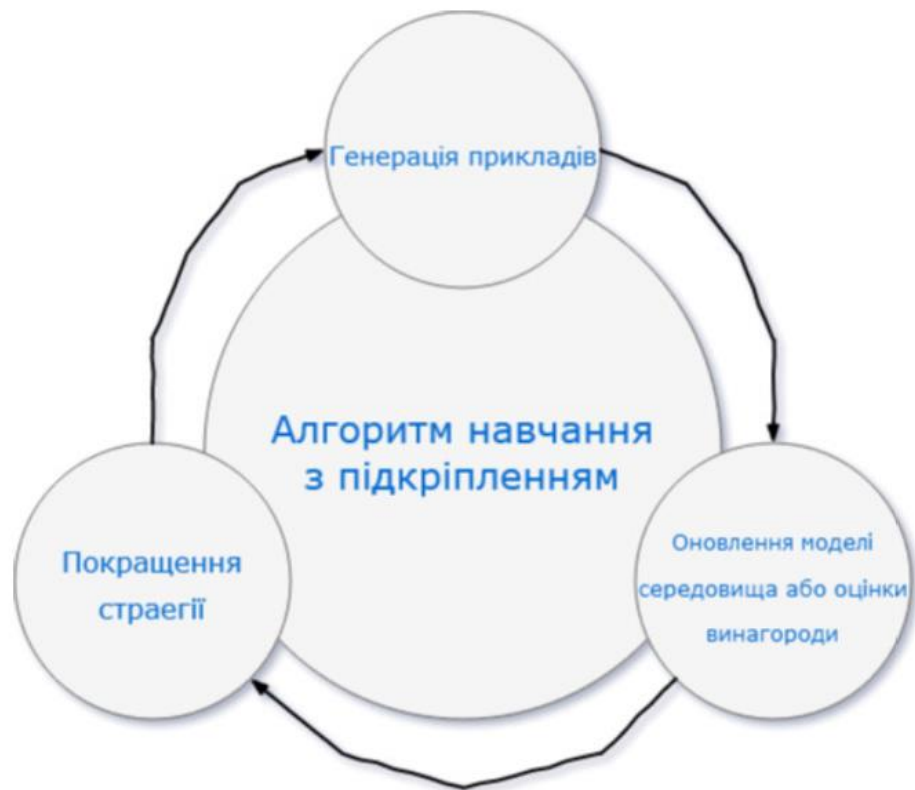 Генерація прикладів
Алгоритм навчання
з підкріпленням
Покращення
страегії
Оновлення моделі
середовища або оцінки
винагороди